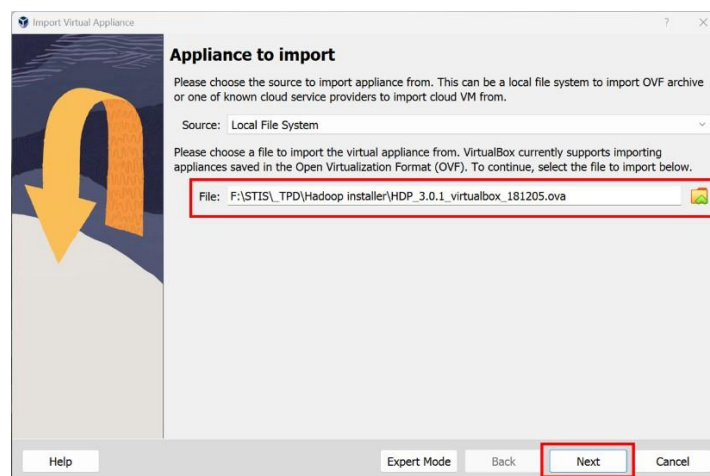 Import Virtual Appliance
Appliance to import
Please choose the source to import appliance from. This can be a local file system to import OVF archive
or one of known cloud service providers to import cloud VM from.
Source: Local File System
Please choose a file to import the virtual appliance from. VirtualBox currently supports importing
appliances saved in the Open Virtualization Format (OVF). To continue, select the file to import below.
File: F:\STIS\_TPD\Hadoop installer\HDP_3.0.1_virtualbox_181205.ova
Help Expert Mode Back Next Cancel